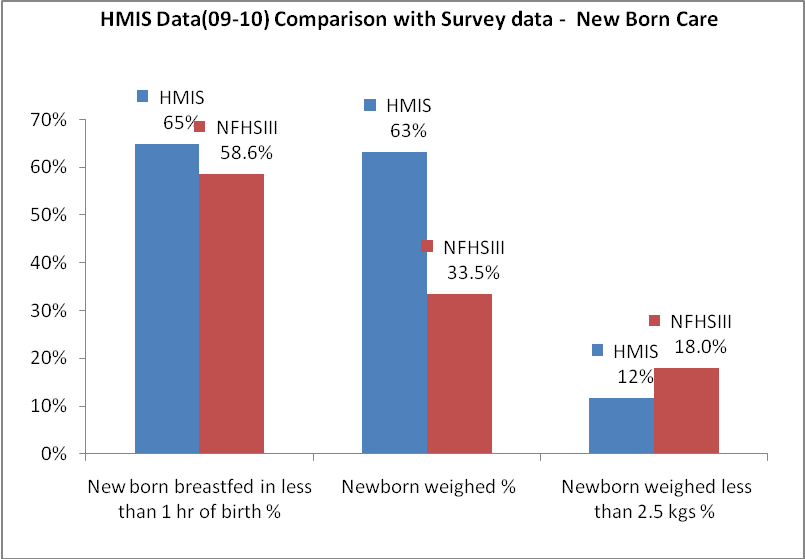 HMIS Data(09-10) Comparison with Survey data -  New Born Care
HMIS
65%
NFHSIII
58.6%
HMIS
63%
NFHSIII
33.5%
HMIS
12%
NFHSIII
18.0%
70%
60%
50%
40%
30%
20%
10%
0%
New born breastfed in less
than 1 hr of birth %
Newborn weighed %
Newborn weighed less
than 2.5 kgs %